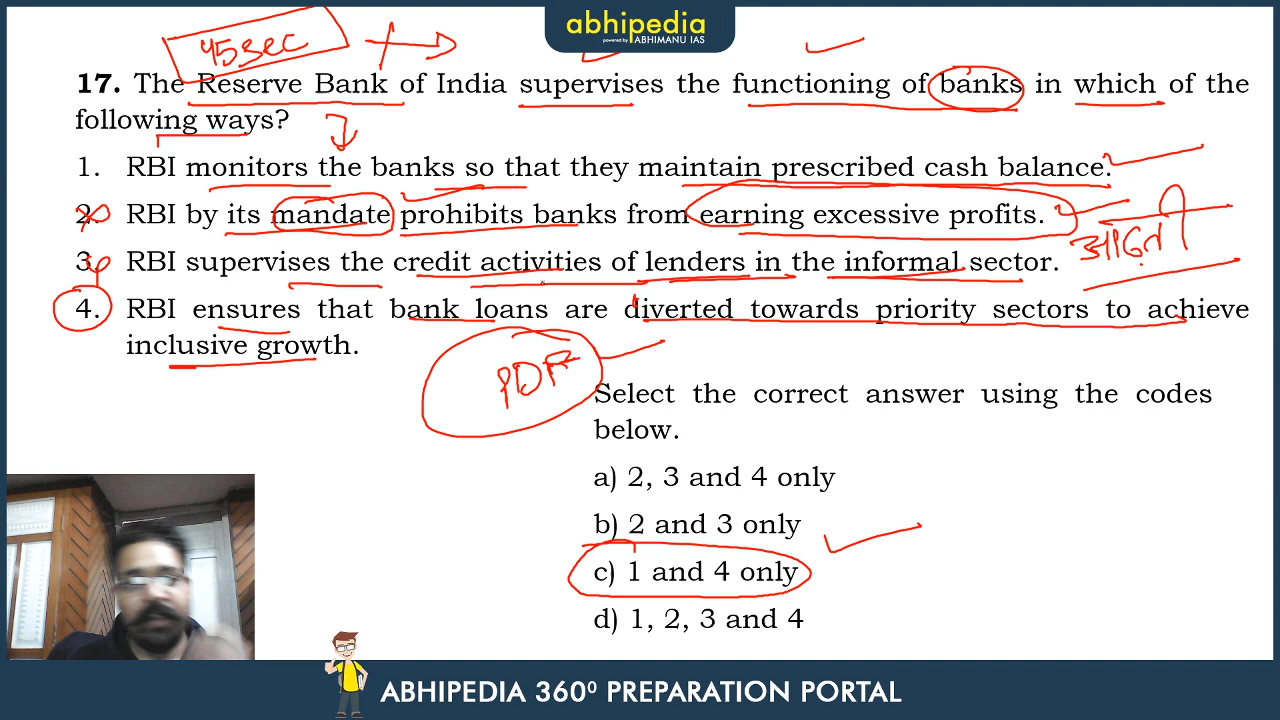 abhipedia
powered by ABHIMANU IAS
45 sec
17. The Reserve Bank of India supervises the functioning of banks in which of the
following ways?
1. RBI monitors the banks so that they maintain prescribed cash balance.
2. RBI by its mandate prohibits banks from earning excessive profits.
3. RBI supervises the credit activities of lenders in the informal sector.
4. RBI ensures that bank loans are diverted towards priority sectors to achieve
inclusive growth.
PDF
Select the correct answer using the codes
below.
a) 2, 3 and 4 only
b) 2 and 3 only
c) 1 and 4 only
d) 1, 2, 3 and 4
ABHIPEDIA 360⁰ PREPARATION PORTAL